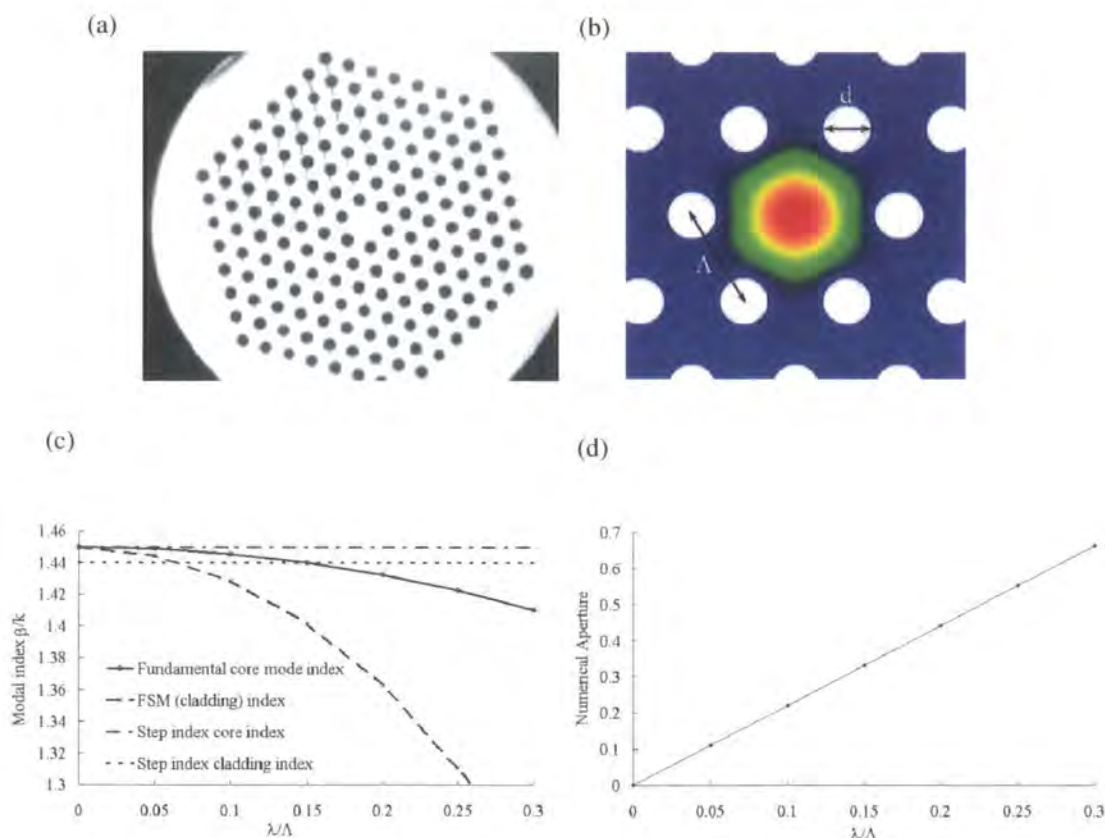 (a)
(b)
d
Λ
(c)
(d)
Modal index β/k
1.46
1.44
1.42
1.4
1.38
1.36
1.34
1.32
1.3
Fundamental core mode index
FSM (cladding) index
Step index core index
Step index cladding index
0
0.05
0.1
0.15
0.2
0.25
0.3
λ/Λ
Numerical Aperture
0.7
0.6
0.5
0.4
0.3
0.2
0.1
0
0
0.05
0.1
0.15
0.2
0.25
0.3
λ/Λ